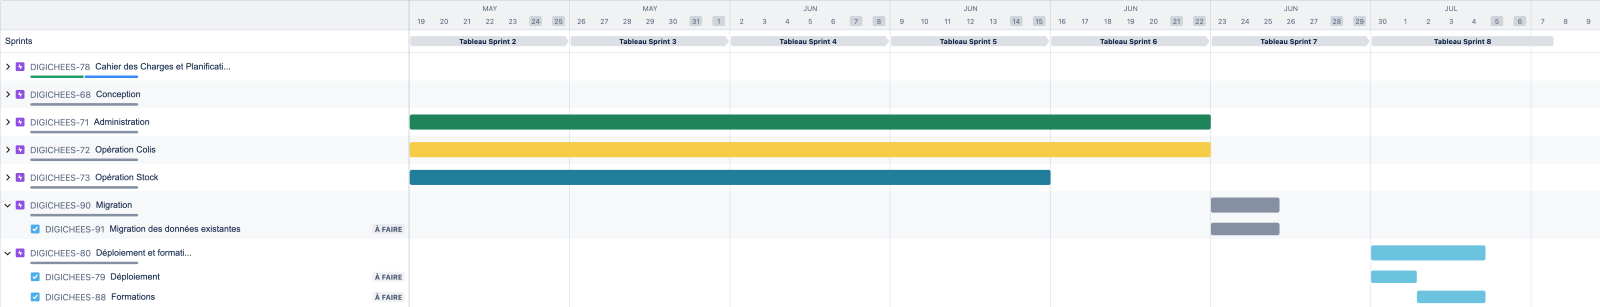 MAY MAY JUN JUN JUN JUN JUL
19 20 21 22 23 24 25 26 27 28 29 30 31 1 2 3 4 5 6 7 8 9 10 11 12 13 14 15 16 17 18 19 20 21 22 23 24 25 26 27 28 29 30 1 2 3 4 5 6 7 8 9
Sprints Tableau Sprint 2 Tableau Sprint 3 Tableau Sprint 4 Tableau Sprint 5 Tableau Sprint 6 Tableau Sprint 7 Tableau Sprint 8
DIGICHEES-78 Cahier des Charges et Planificati...
DIGICHEES-68 Conception
DIGICHEES-71 Administration
DIGICHEES-72 Opération Colis
DIGICHEES-73 Opération Stock
DIGICHEES-90 Migration
DIGICHEES-91 Migration des données existantes À FAIRE
DIGICHEES-80 Déploiement et formati...
DIGICHEES-79 Déploiement À FAIRE
DIGICHEES-88 Formations À FAIRE